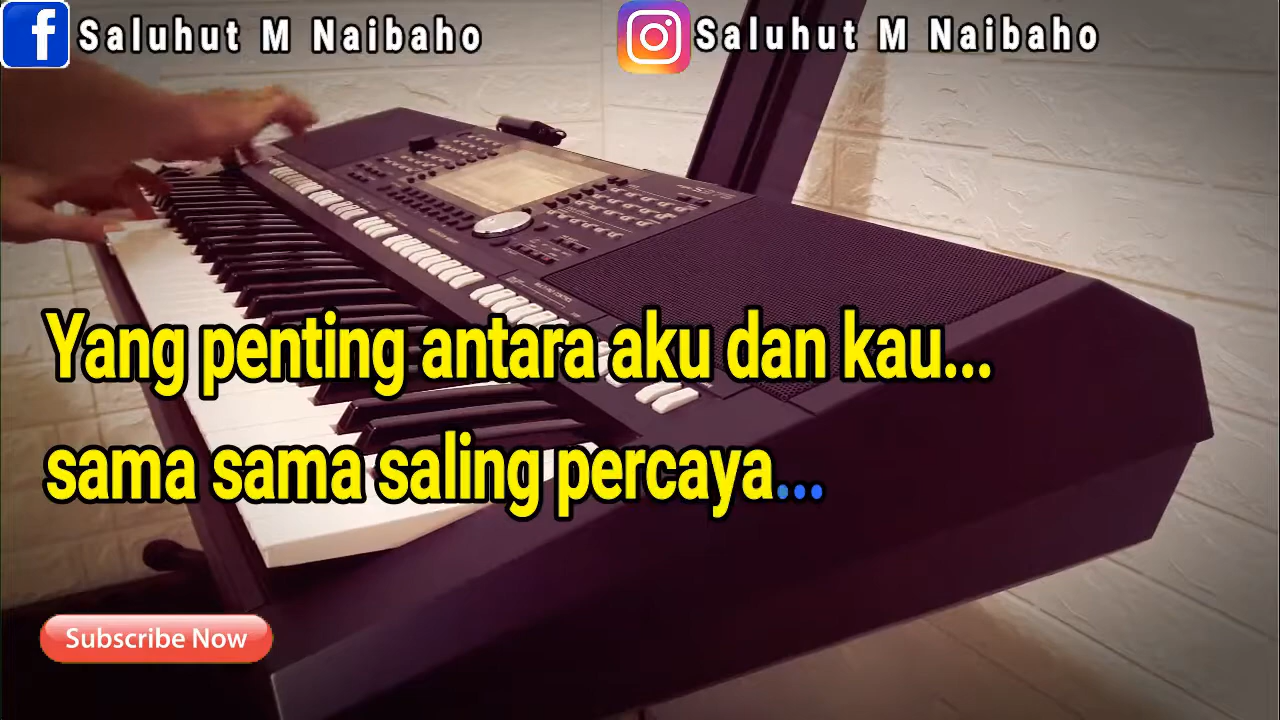 Saluhut M Naibaho
Saluhut M Naibaho
Yang penting antara aku dan kau...
sama sama saling percaya...
Subscribe Now